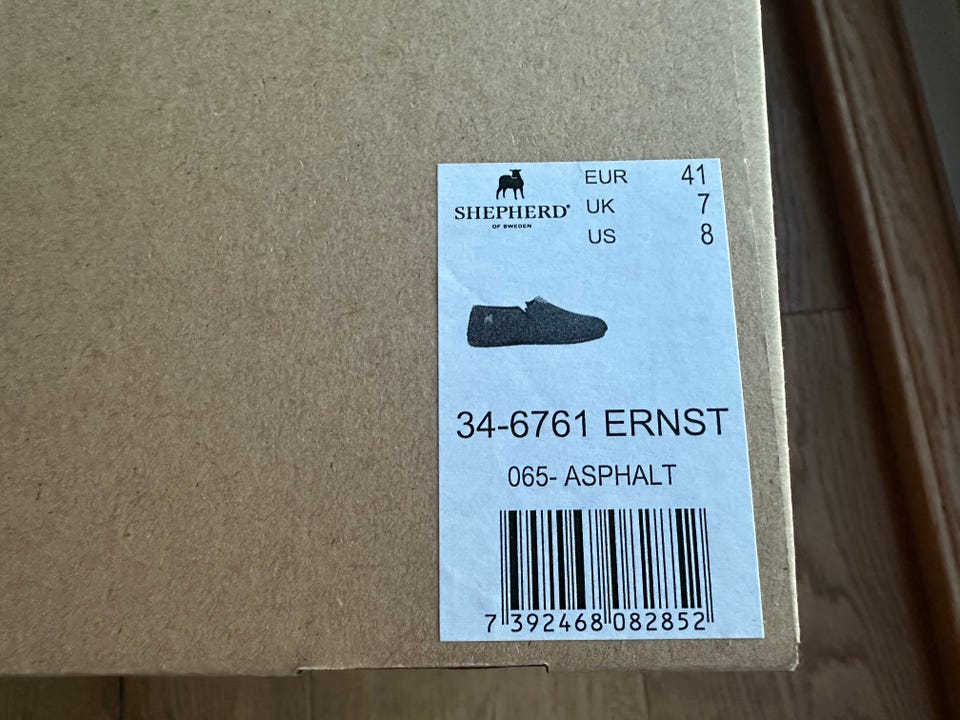 SHEPHERD®
OF SWEDEN
EUR 41
UK 7
US 8
34-6761 ERNST
065- ASPHALT
7 392468 082852